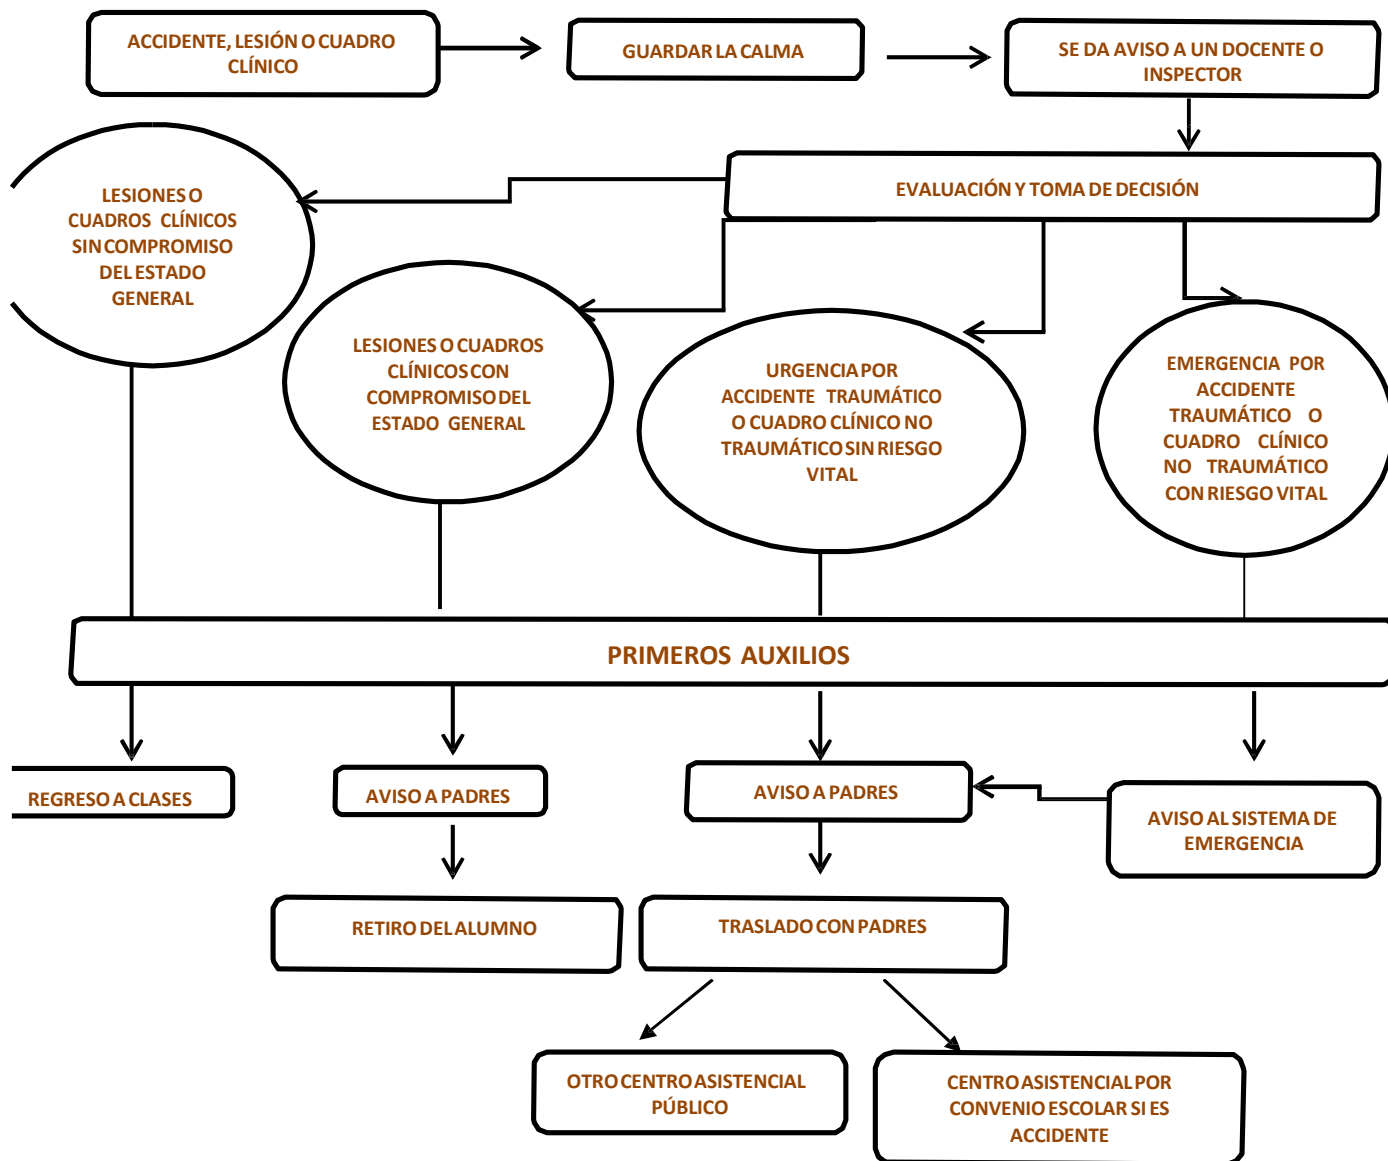 ACCIDENTE, LESIÓN O CUADRO
CLÍNICO
GUARDAR LA CALMA
SE DA AVISO A UN DOCENTE O
INSPECTOR
EVALUACIÓN Y TOMA DE DECISIÓN
LESIONES O
CUADROS CLÍNICOS
SIN COMPROMISO
DEL ESTADO
GENERAL
LESIONES O CUADROS
CLÍNICOS CON
COMPROMISO DEL
ESTADO GENERAL
URGENCIA POR
ACCIDENTE TRAUMÁTICO
O CUADRO CLÍNICO NO
TRAUMÁTICO SIN RIESGO
VITAL
EMERGENCIA POR
ACCIDENTE
TRAUMÁTICO O
CUADRO CLÍNICO
NO TRAUMÁTICO
CON RIESGO VITAL
PRIMEROS AUXILIOS
REGRESO A CLASES
AVISO A PADRES
AVISO A PADRES
AVISO AL SISTEMA DE
EMERGENCIA
RETIRO DEL ALUMNO
TRASLADO CON PADRES
OTRO CENTRO ASISTENCIAL
PÚBLICO
CENTRO ASISTENCIAL POR
CONVENIO ESCOLAR SI ES
ACCIDENTE